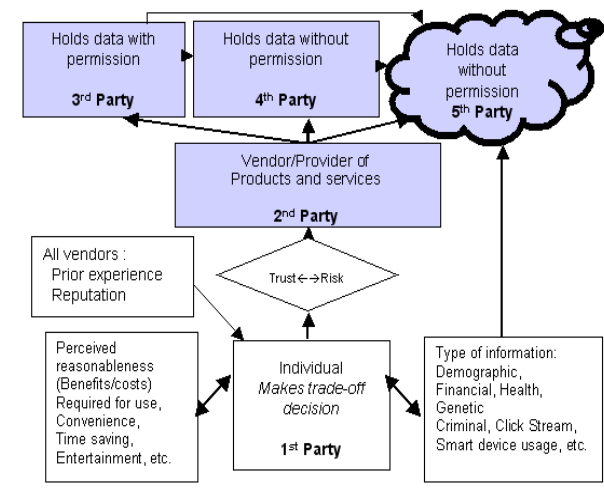 Holds data with
permission
3rd Party
Holds data without
permission
4th Party
Holds data
without
permission
5th Party
Vendor/Provider of
Products and services
2nd Party
All vendors :
Prior experience
Reputation
Trust←→Risk
Perceived
reasonableness
(Benefits/costs)
Required for use,
Convenience,
Time saving,
Entertainment, etc.
Individual
Makes trade-off
decision
1st Party
Type of information:
Demographic,
Financial, Health,
Genetic
Criminal, Click Stream,
Smart device usage, etc.